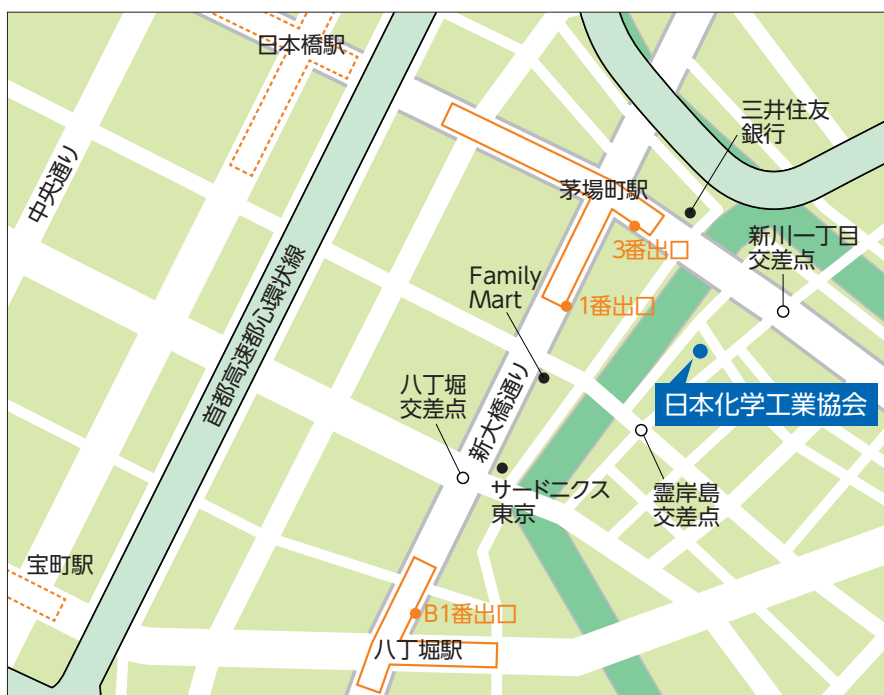 日本橋駅
三井住友
銀行
中央通り
茅場町駅
新川一丁目
交差点
3番出口
Family
Mart
1番出口
首都高速都心環状線
八丁堀
交差点
新大橋通り
日本化学工業協会
サードニクス
東京
霊岸島
交差点
宝町駅
B1番出口
八丁堀駅